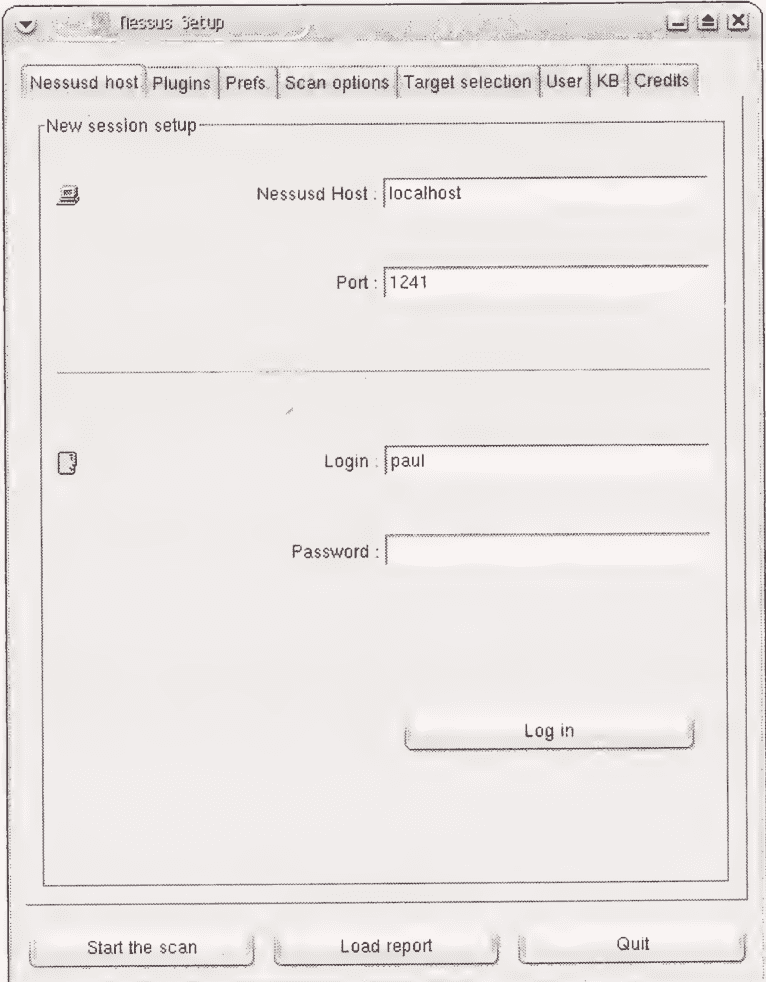 Nessus Setup
Nessusd host Plugins Prefs. Scan options Target selection User KB Credits
New session setup
Nessusd Host : localhost
Port : 1241
Login : paul
Password :
Log in
Start the scan Load report Quit